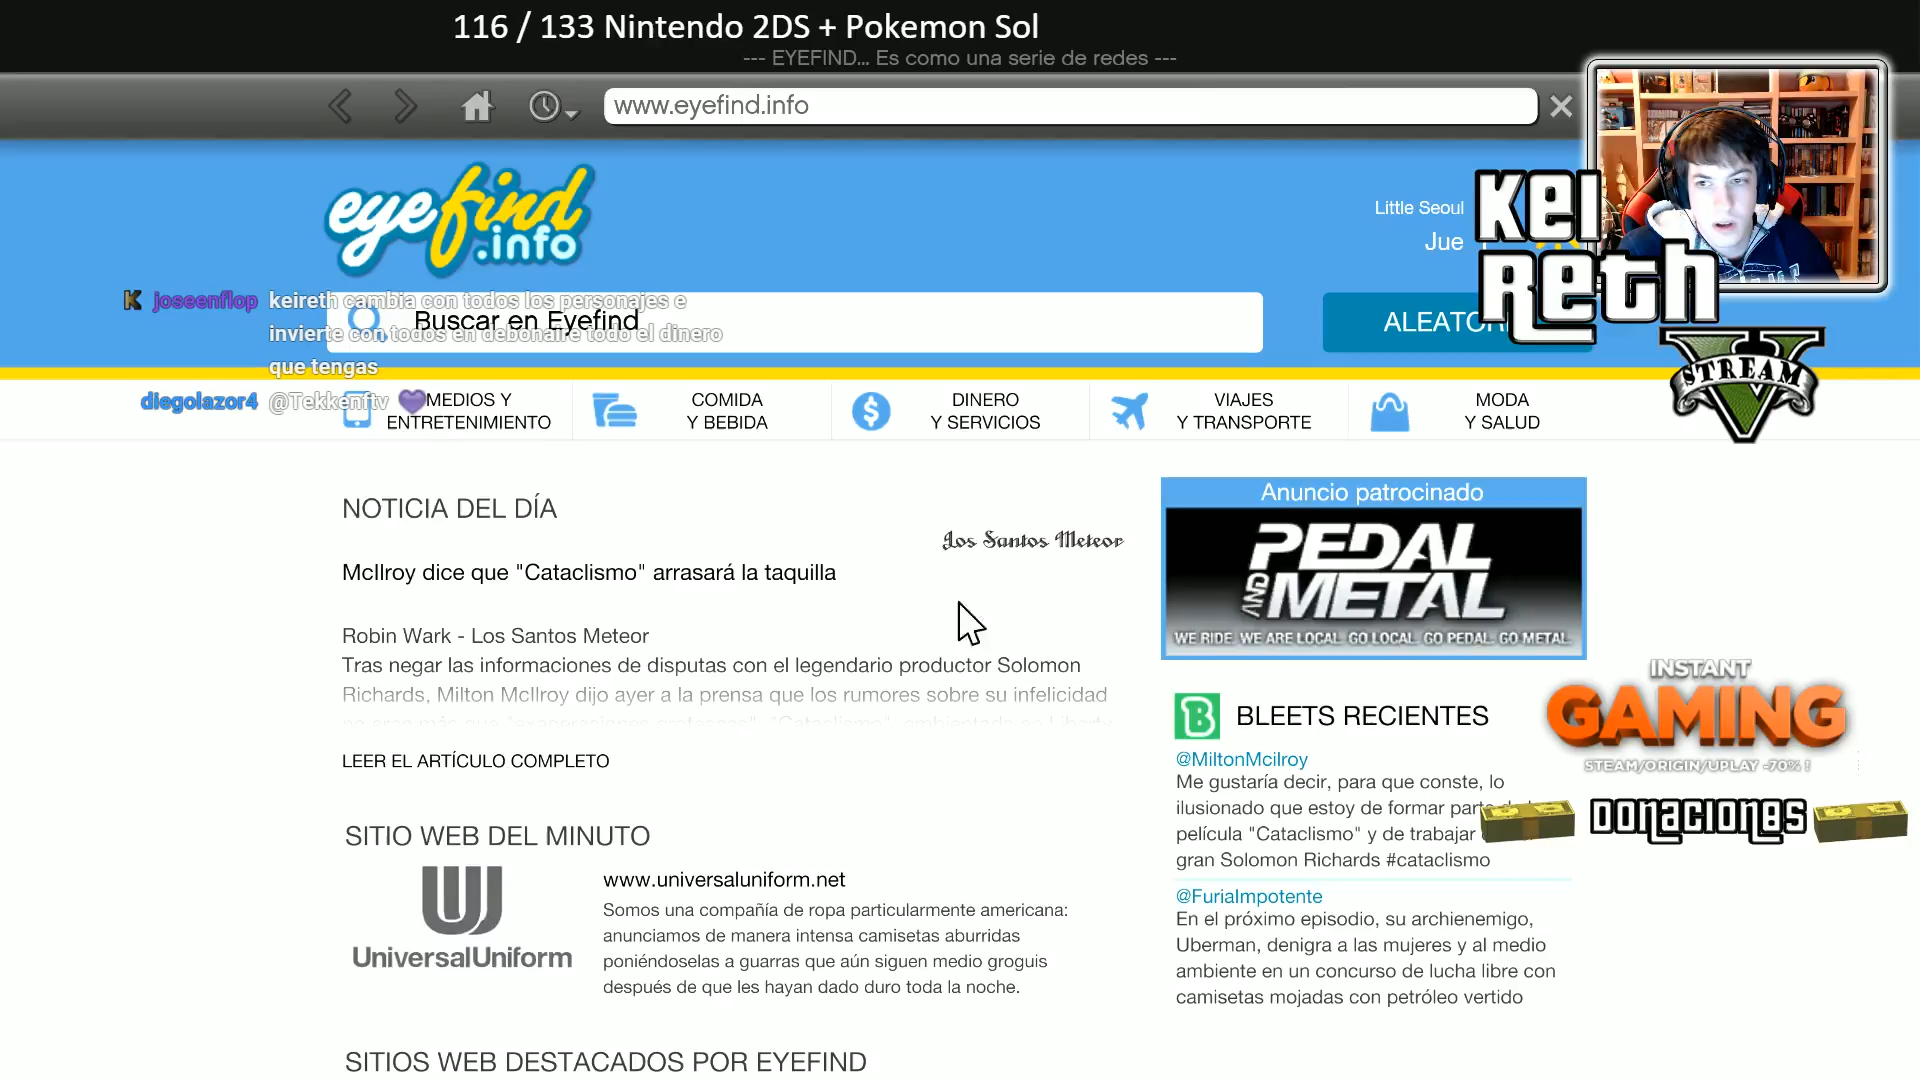 116 / 133 Nintendo 2DS + Pokemon Sol
--- EYEFIND... Es como una serie de redes ---
www.eyefind.info
eyefind
.info
Little Seoul
Jue
KEI
RETH
V
STREAM
joseenflop keireth cambia con todos los personajes e
invierte con todos en debonaire todo el dinero
que tengas
diegolazor4 @Tekkenftv
Buscar en Eyefind
MEDIOS Y
ENTRETENIMIENTO
COMIDA
Y BEBIDA
DINERO
Y SERVICIOS
VIAJES
Y TRANSPORTE
MODA
Y SALUD
NOTICIA DEL DÍA
Los Santos Meteor
McIlroy dice que "Cataclismo" arrasará la taquilla
Robin Wark - Los Santos Meteor
Tras negar las informaciones de disputas con el legendario productor Solomon
Richards, Milton McIlroy dijo ayer a la prensa que los rumores sobre su infelicidad
LEER EL ARTÍCULO COMPLETO
Anuncio patrocinado
PEDAL
AND METAL
WE RIDE. WE ARE LOCAL. GO LOCAL. GO PEDAL. GO METAL.
BLEETS RECIENTES
@MiltonMcilroy
Me gustaría decir, para que conste, lo
ilusionado que estoy de formar parte
película "Cataclismo" y de trabajar
gran Solomon Richards #cataclismo
@FuriaImpotente
En el próximo episodio, su archienemigo,
Uberman, denigra a las mujeres y al medio
ambiente en un concurso de lucha libre con
camisetas mojadas con petróleo vertido
INSTANT
GAMING
STEAM/ORIGIN/UPLAY -70% !
DONACIONES
SITIO WEB DEL MINUTO
UniversalUniform
www.universaluniform.net
Somos una compañía de ropa particularmente americana:
anunciamos de manera intensa camisetas aburridas
poniéndoselas a guarras que aún siguen medio groguis
después de que les hayan dado duro toda la noche.
SITIOS WEB DESTACADOS POR EYEFIND